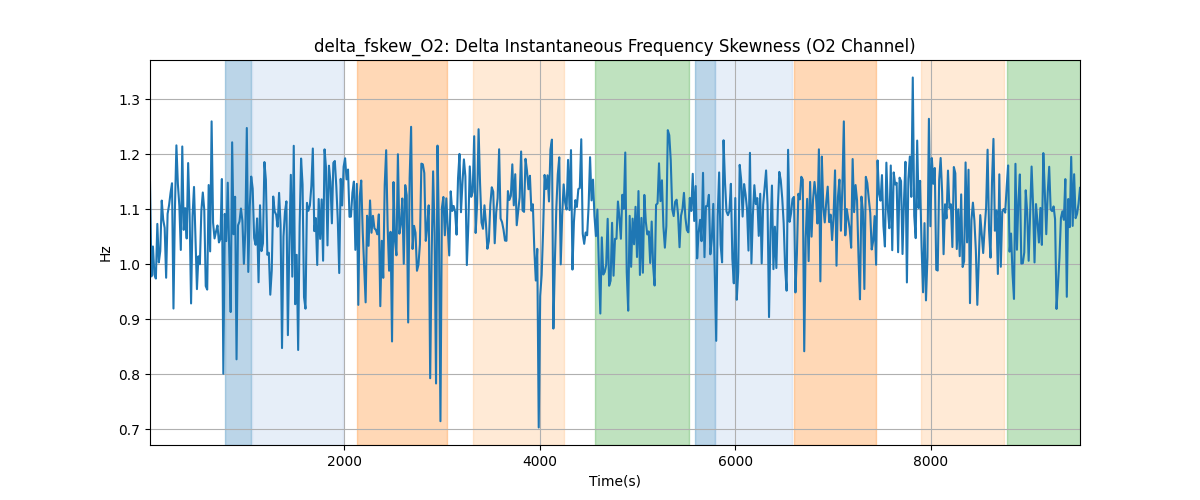 delta_fskew_O2: Delta Instantaneous Frequency Skewness (O2 Channel)
1.3
1.2
1.1
1.0
0.9
0.8
0.7
Hz
2000 4000 6000 8000
Time(s)